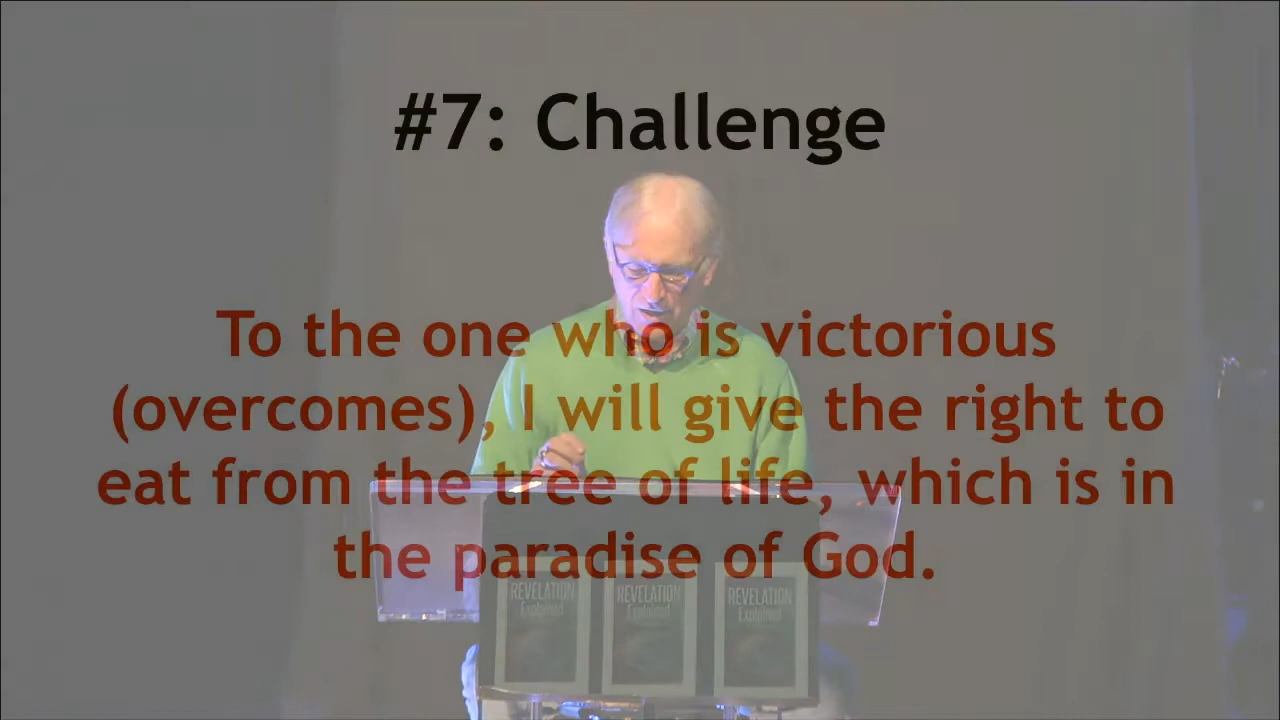 #7: Challenge
To the one who is victorious
(overcomes), I will give the right to
eat from the tree of life, which is in
the paradise of God.
REVELATION
Explained
REVELATION
Explained
REVELATION
Explained